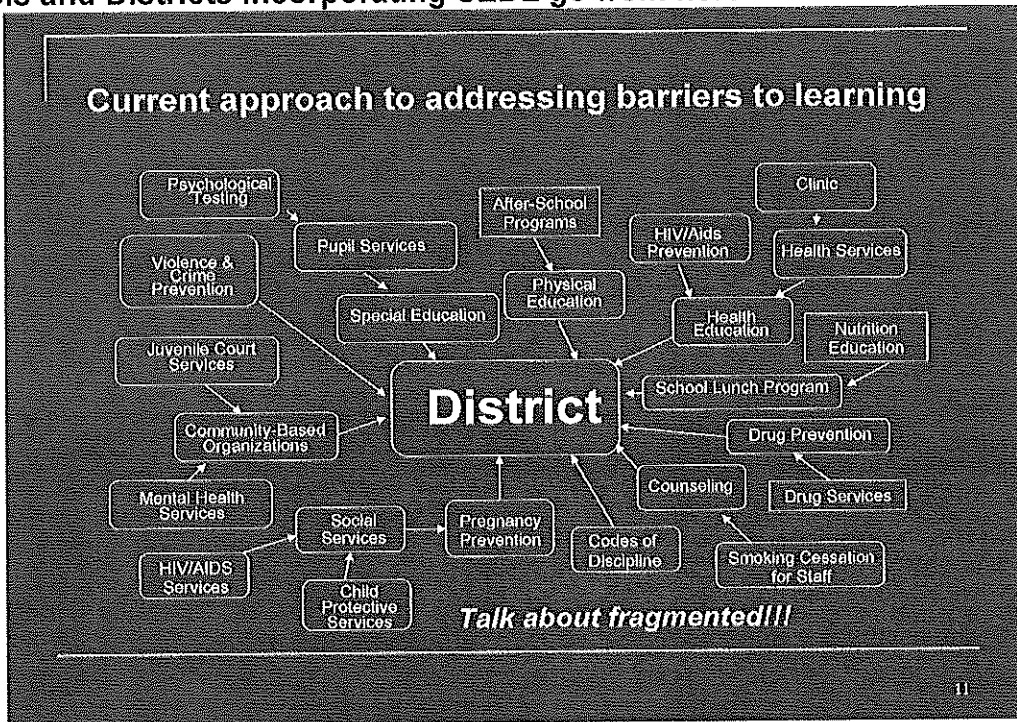 and Districts incorporating
Current approach to addressing barriers to learning
Psychological
Testing
Pupil Services
Violence &
Crime
Prevention
Special Education
After-School
Programs
Physical
Education
Clinic
HIV/Aids
Prevention
Health Services
Health
Education
Nutrition
Education
Juvenile Court
Services
District
School Lunch Program
Community-Based
Organizations
Drug Prevention
Mental Health
Services
Counseling
Drug Services
Social
Services
Pregnancy
Prevention
Codes of
Discipline
Smoking Cessation
for Staff
HIV/AIDS
Services
Child
Protective
Services
Talk about fragmented!!!
11